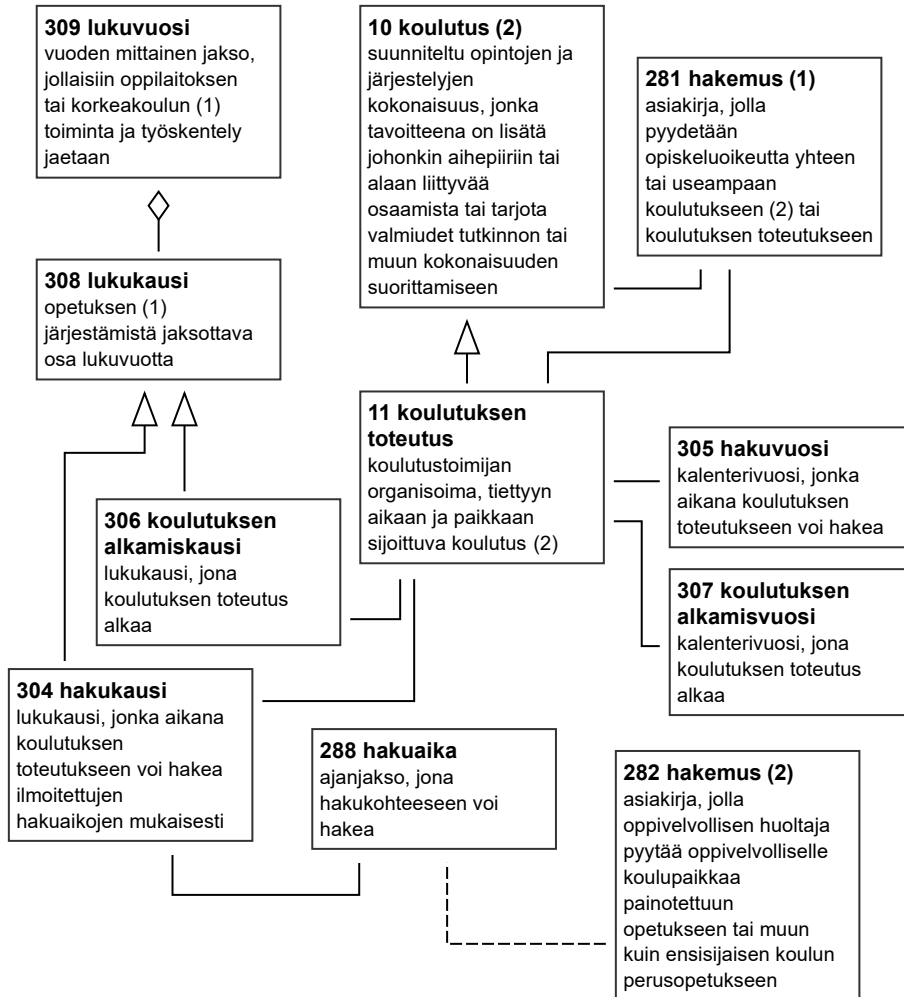 309 lukuvuosi
vuoden mittainen jakso,
jollaisiin oppilaitoksen
tai korkeakoulun (1)
toiminta ja työskentely
jaetaan
10 koulutus (2)
suunniteltu opintojen ja
järjestelyjen
kokonaisuus, jonka
tavoitteena on lisätä
johonkin aihepiiriin tai
alaan liittyvää
osaamista tai tarjota
valmiudet tutkinnon tai
muun kokonaisuuden
suorittamiseen
281 hakemus (1)
asiakirja, jolla
pyydetään
opiskeluoikeutta yhteen
tai useampaan
koulutukseen (2) tai
koulutuksen toteutukseen
308 lukukausi
opetuksen (1)
järjestämistä jaksottava
osa lukuvuotta
11 koulutuksen
toteutus
koulutustoimijan
organisoima, tiettyyn
aikaan ja paikkaan
sijoittuva koulutus (2)
305 hakuvuosi
kalenterivuosi, jonka
aikana koulutuksen
toteutukseen voi hakea
306 koulutuksen
alkamiskausi
lukukausi, jona
koulutuksen toteutus
alkaa
307 koulutuksen
alkamisvuosi
kalenterivuosi, jona
koulutuksen toteutus
alkaa
304 hakukausi
lukukausi, jonka aikana
koulutuksen
toteutukseen voi hakea
ilmoitettujen
hakuaikojen mukaisesti
288 hakuaika
ajanjakso, jona
hakukohteeseen voi
hakea
282 hakemus (2)
asiakirja, jolla
oppivelvollisen huoltaja
pyytää oppivelvolliselle
koulupaikkaa
painotettuun
opetukseen tai muun
kuin ensisijaisen koulun
perusopetukseen